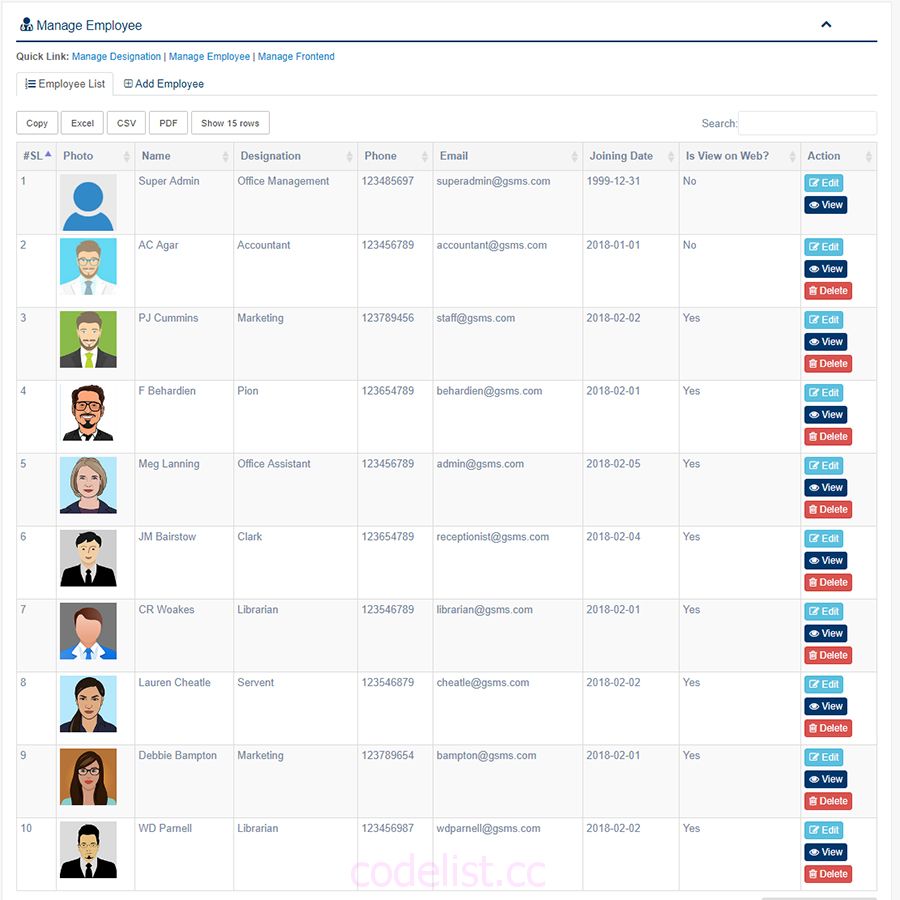 Manage Employee
Quick Link: Manage Designation | Manage Employee | Manage Frontend
Employee List Add Employee
Copy Excel CSV PDF Show 15 rows Search:
#SL Photo Name Designation Phone Email Joining Date Is View on Web? Action
1 Super Admin Office Management 123485697 superadmin@gsms.com 1999-12-31 No Edit
View
2 AC Agar Accountant 123456789 accountant@gsms.com 2018-01-01 No Edit
View
Delete
3 PJ Cummins Marketing 123789456 staff@gsms.com 2018-02-02 Yes Edit
View
Delete
4 F Behardien Pion 123654789 behardien@gsms.com 2018-02-01 Yes Edit
View
Delete
5 Meg Lanning Office Assistant 123456789 admin@gsms.com 2018-02-05 Yes Edit
View
Delete
6 JM Bairstow Clark 123654789 receptionist@gsms.com 2018-02-04 Yes Edit
View
Delete
7 CR Woakes Librarian 123546789 librarian@gsms.com 2018-02-01 Yes Edit
View
Delete
8 Lauren Cheatle Servent 123546879 cheatle@gsms.com 2018-02-02 Yes Edit
View
Delete
9 Debbie Bampton Marketing 123789654 bampton@gsms.com 2018-02-01 Yes Edit
View
Delete
10 WD Parnell Librarian 123456987 wdparnell@gsms.com 2018-02-02 Yes Edit
View
Delete
codelist.cc